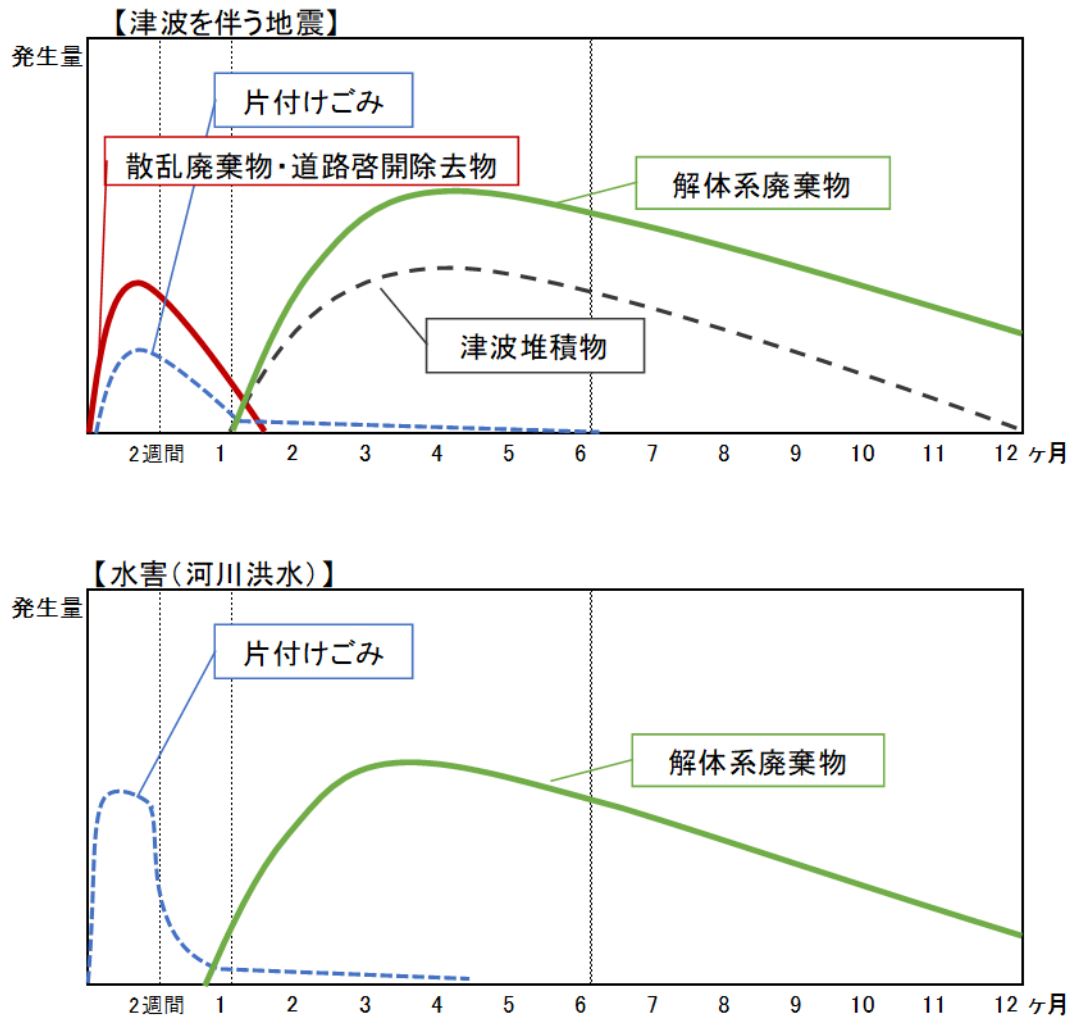 【津波を伴う地震】
発生量
片付けごみ
散乱廃棄物・道路啓開除去物
解体系廃棄物
津波堆積物
2週間 1 2 3 4 5 6 7 8 9 10 11 12 ヶ月
【水害(河川洪水)】
発生量
片付けごみ
解体系廃棄物
2週間 1 2 3 4 5 6 7 8 9 10 11 12 ヶ月